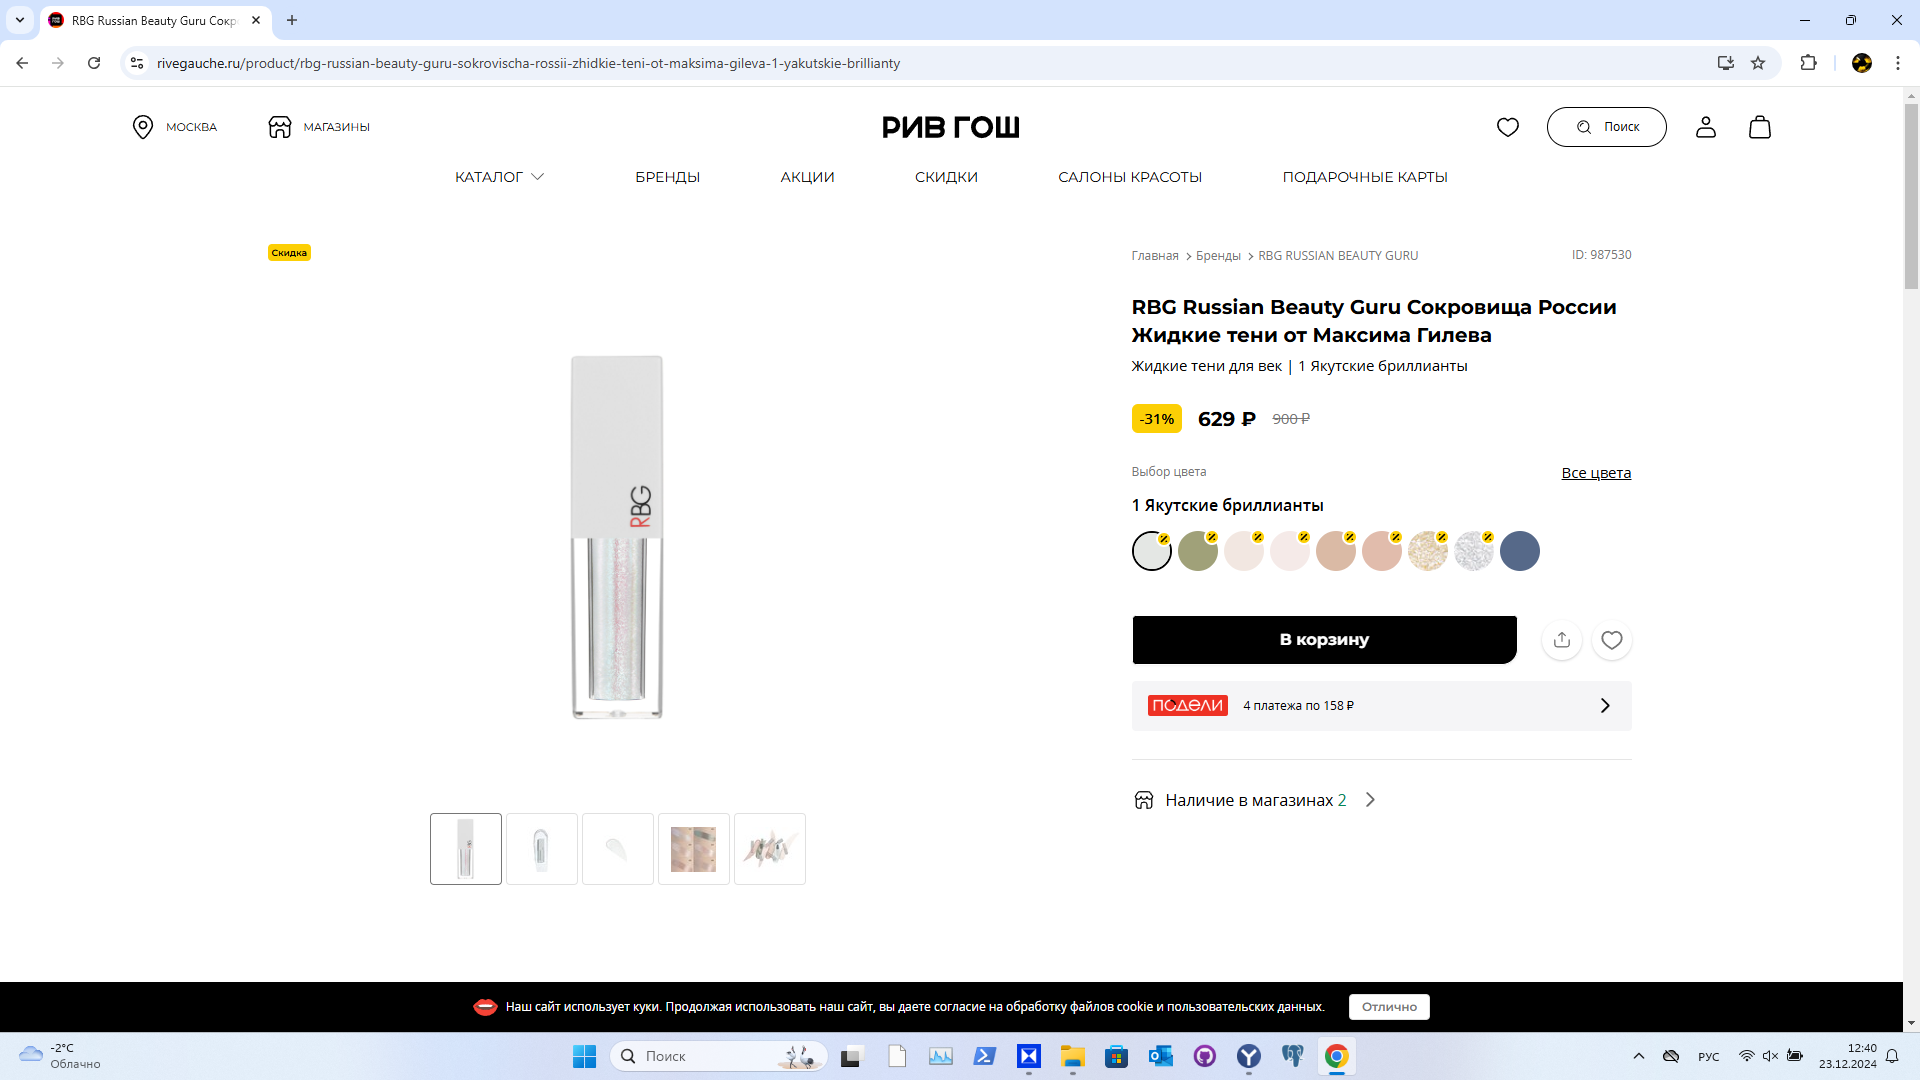 RBG Russian Beauty Guru Сокр
rivegauche.ru/product/rbg-russian-beauty-guru-sokrovischa-rossii-zhidkie-teni-ot-maksima-gileva-1-yakutskie-brillianty
МОСКВА
МАГАЗИНЫ
РИВ ГОШ
Поиск
КАТАЛОГ
БРЕНДЫ
АКЦИИ
СКИДКИ
САЛОНЫ КРАСОТЫ
ПОДАРОЧНЫЕ КАРТЫ
Скидка
RBG
Главная > Бренды > RBG RUSSIAN BEAUTY GURU
ID: 987530
RBG Russian Beauty Guru Сокровища России
Жидкие тени от Максима Гилева
Жидкие тени для век | 1 Якутские бриллианты
-31% 629 ₽ 900 ₽
Выбор цвета
Все цвета
1 Якутские бриллианты
В корзину
ПОДЕЛИ
4 платежа по 158 ₽
Наличие в магазинах 2
Наш сайт использует куки. Продолжая использовать наш сайт, вы даете согласие на обработку файлов cookie и пользовательских данных.
Отлично
-2°C
Облачно
Поиск
РУС
12:40
23.12.2024